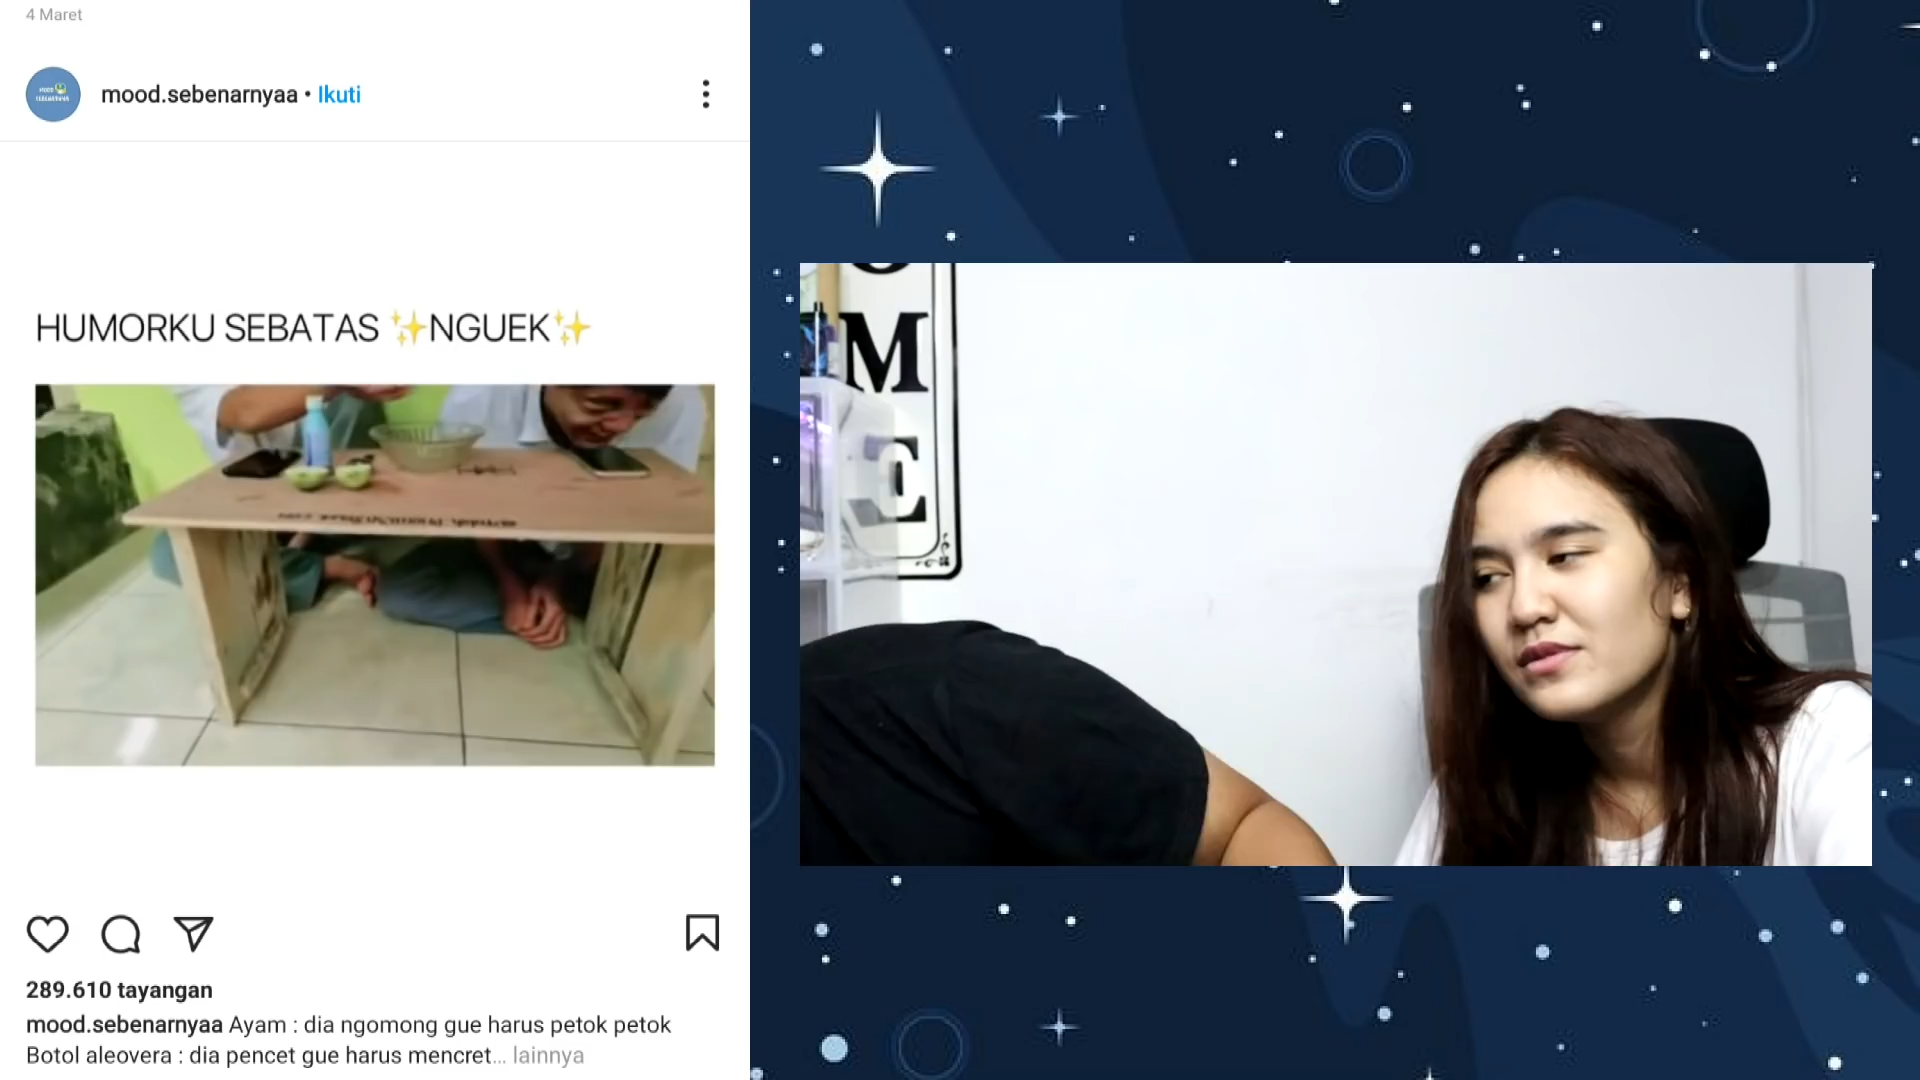 4 Maret
mood.sebenarnyaa • Ikuti
HUMORKU SEBATAS ✨NGUEK✨
289.610 tayangan
mood.sebenarnyaa Ayam : dia ngomong gue harus petok petok
Botol aleovera : dia pencet gue harus mencret... lainnya
M
E